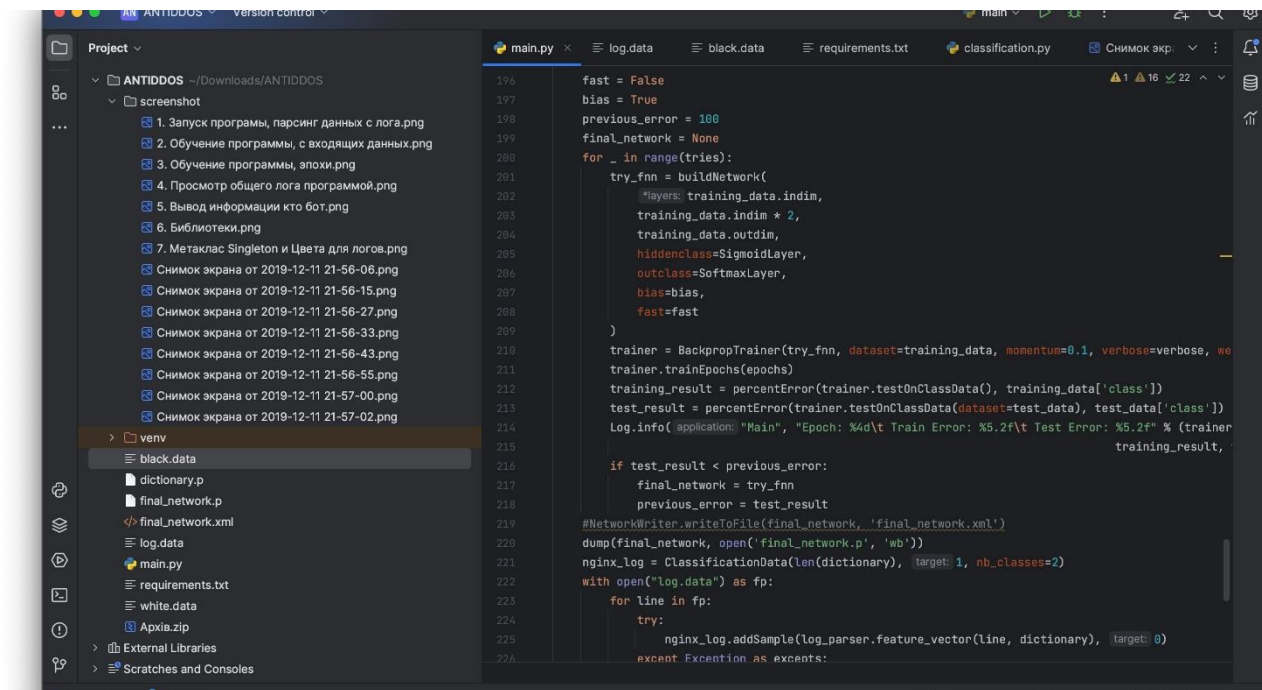 AN ANTIDDOS Version control main
Project
main.py log.data black.data requirements.txt classification.py Снимок экр
ANTIDDOS ~/Downloads/ANTIDDOS
screenshot
1. Запуск програмы, парсинг данных с лога.png
2. Обучение программы, с входящих данных.png
3. Обучение программы, эпохи.png
4. Просмотр общего лога программой.png
5. Вывод информации кто бот.png
6. Библиотеки.png
7. Метаклас Singleton и Цвета для логов.png
Снимок экрана от 2019-12-11 21-56-06.png
Снимок экрана от 2019-12-11 21-56-15.png
Снимок экрана от 2019-12-11 21-56-27.png
Снимок экрана от 2019-12-11 21-56-33.png
Снимок экрана от 2019-12-11 21-56-43.png
Снимок экрана от 2019-12-11 21-56-55.png
Снимок экрана от 2019-12-11 21-57-00.png
Снимок экрана от 2019-12-11 21-57-02.png
venv
black.data
dictionary.p
final_network.p
final_network.xml
log.data
main.py
requirements.txt
white.data
Архів.zip
External Libraries
Scratches and Consoles
1 16 22
196 fast = False
197 bias = True
198 previous_error = 100
199 final_network = None
200 for _ in range(tries):
201 try_fnn = buildNetwork(
202 *layers: training_data.indim,
203 training_data.indim * 2,
204 training_data.outdim,
205 hiddenclass=SigmoidLayer,
206 outclass=SoftmaxLayer,
207 bias=bias,
208 fast=fast
209 )
210 trainer = BackpropTrainer(try_fnn, dataset=training_data, momentum=0.1, verbose=verbose, we
211 trainer.trainEpochs(epochs)
212 training_result = percentError(trainer.testOnClassData(), training_data['class'])
213 test_result = percentError(trainer.testOnClassData(dataset=test_data), test_data['class'])
214 Log.info( application: "Main", "Epoch: %4d\t Train Error: %5.2f\t Test Error: %5.2f" % (trainer
215 training_result,
216 if test_result < previous_error:
217 final_network = try_fnn
218 previous_error = test_result
219 #NetworkWriter.writeToFile(final_network, 'final_network.xml')
220 dump(final_network, open('final_network.p', 'wb'))
221 nginx_log = ClassificationData(len(dictionary), target: 1, nb_classes=2)
222 with open("log.data") as fp:
223 for line in fp:
224 try:
225 nginx_log.addSample(log_parser.feature_vector(line, dictionary), target: 0)
226 except Exception as excepts: